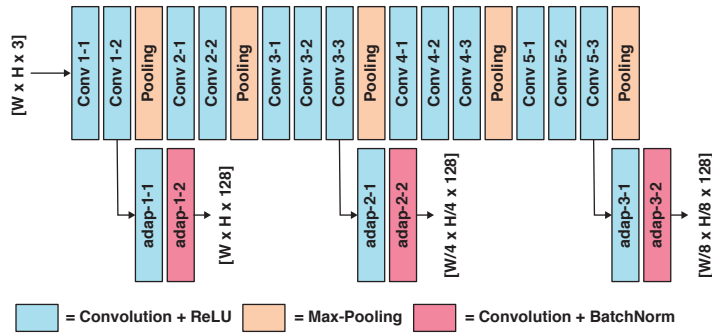 [W x H x 3]
Conv 1-1
Conv 1-2
Pooling
Conv 2-1
Conv 2-2
Pooling
Conv 3-1
Conv 3-2
Conv 3-3
Pooling
Conv 4-1
Conv 4-2
Conv 4-3
Pooling
Conv 5-1
Conv 5-2
Conv 5-3
Pooling
adap-1-1
adap-1-2
[W x H x 128]
adap-2-1
adap-2-2
[W/4 x H/4 x 128]
adap-3-1
adap-3-2
[W/8 x H/8 x 128]
= Convolution + ReLU
= Max-Pooling
= Convolution + BatchNorm